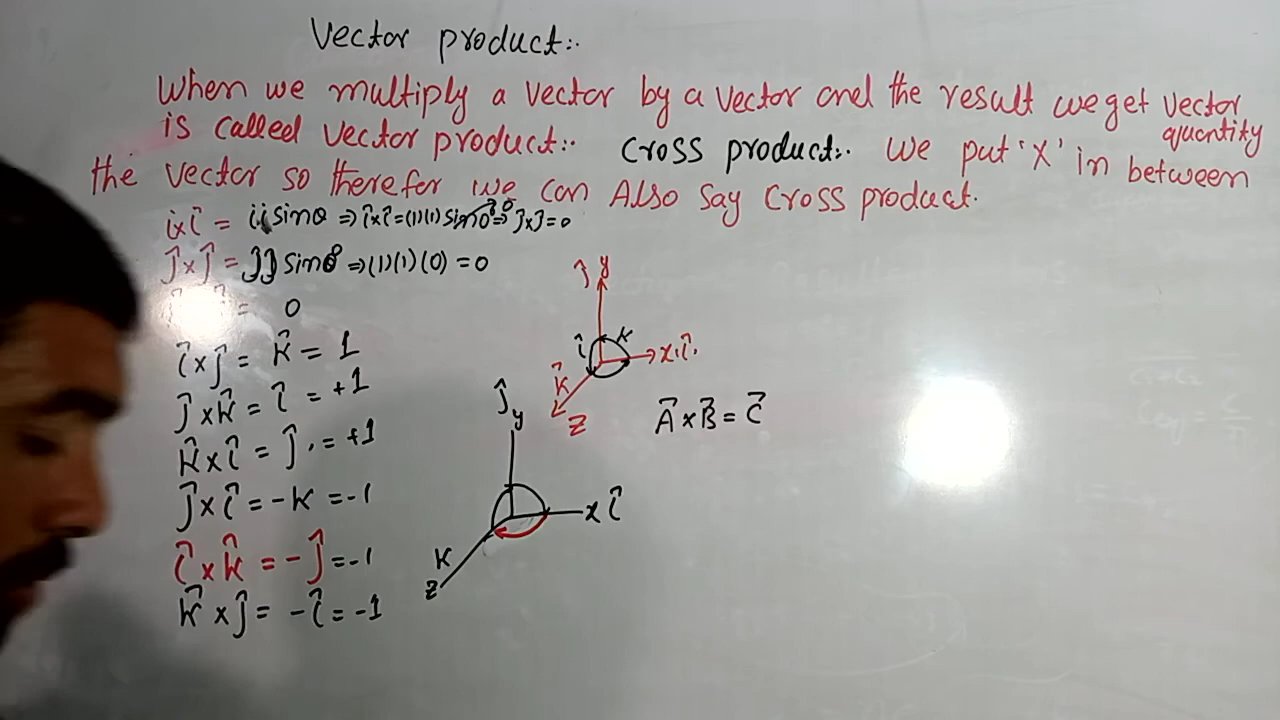 Vector product:.
When we multiply a vector by a vector and the result we get vector quantity
is called vector product:. Cross product:. We put 'X' in between
the vector so therefor we can Also say cross product.
î×î = îî sinθ ⇒ î×î=(1)(1) sin0° ⇒ ĵ×ĵ=0
ĵ×ĵ = ĵĵ sinθ ⇒(1)(1)(0) = 0
= 0
î×ĵ = k̂ = 1
ĵ×k̂ = î = +1
k̂×î = ĵ. = +1
ĵ×î = -k = -1
î×k̂ = -ĵ = -1
k̂×ĵ = -î = -1
ĵ y
î K
x,î.
k̂
Z
A⃗×B⃗ = C⃗
ĵ
y
x î
K
Z